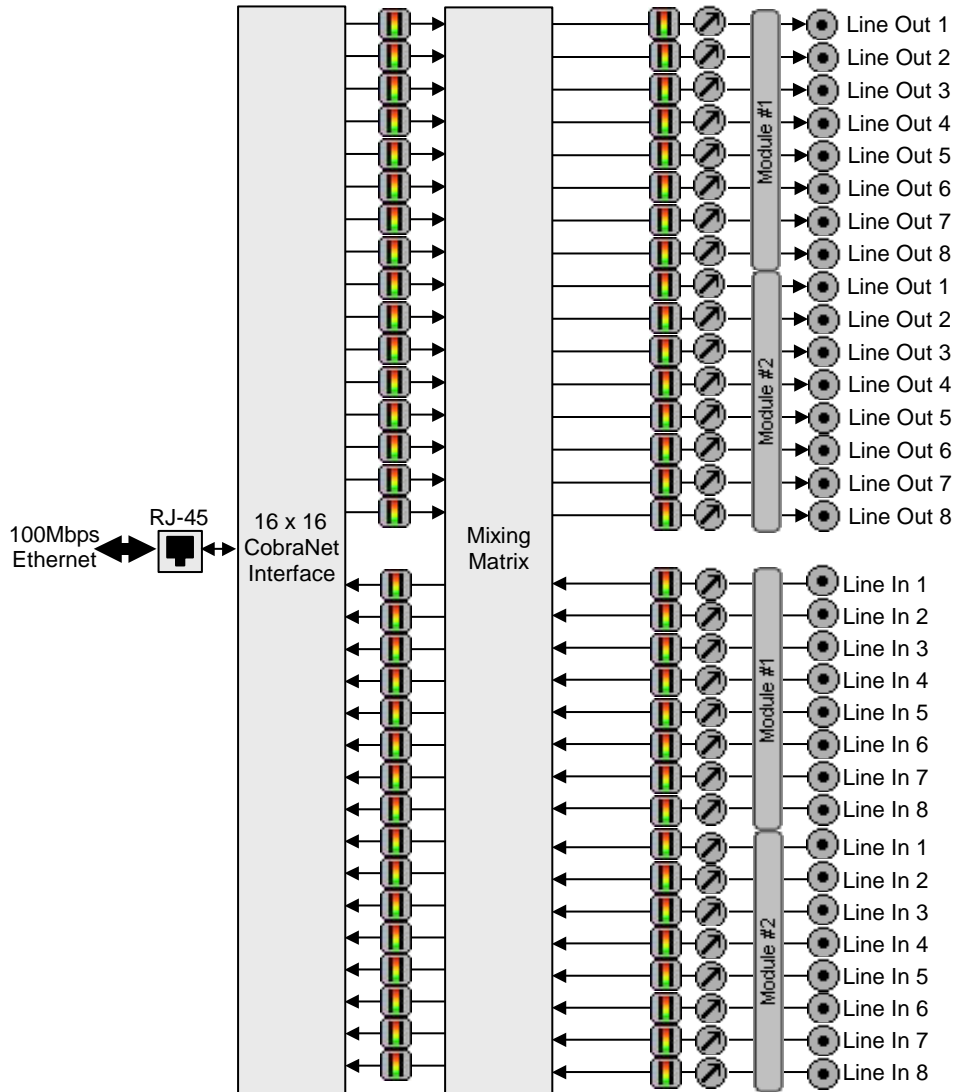 100Mbps
Ethernet
RJ-45
16 x 16
CobraNet
Interface
Mixing
Matrix
Module #1
Line Out 1
Line Out 2
Line Out 3
Line Out 4
Line Out 5
Line Out 6
Line Out 7
Line Out 8
Module #2
Line Out 1
Line Out 2
Line Out 3
Line Out 4
Line Out 5
Line Out 6
Line Out 7
Line Out 8
Module #1
Line In 1
Line In 2
Line In 3
Line In 4
Line In 5
Line In 6
Line In 7
Line In 8
Module #2
Line In 1
Line In 2
Line In 3
Line In 4
Line In 5
Line In 6
Line In 7
Line In 8